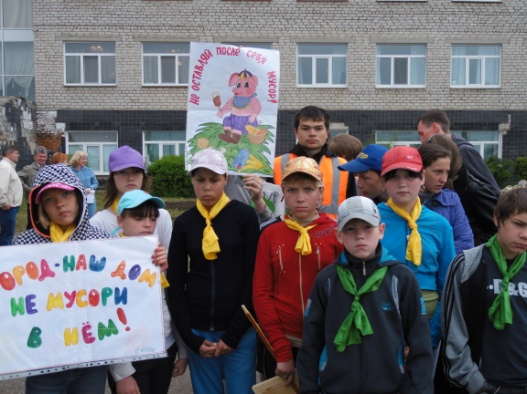 НЕ ОСТАВЛЯЙ ПОСЛЕ СЕБЯ МУСОР!
ГОРОД-НАШ ДОМ
НЕ МУСОРИ
В НЁМ!